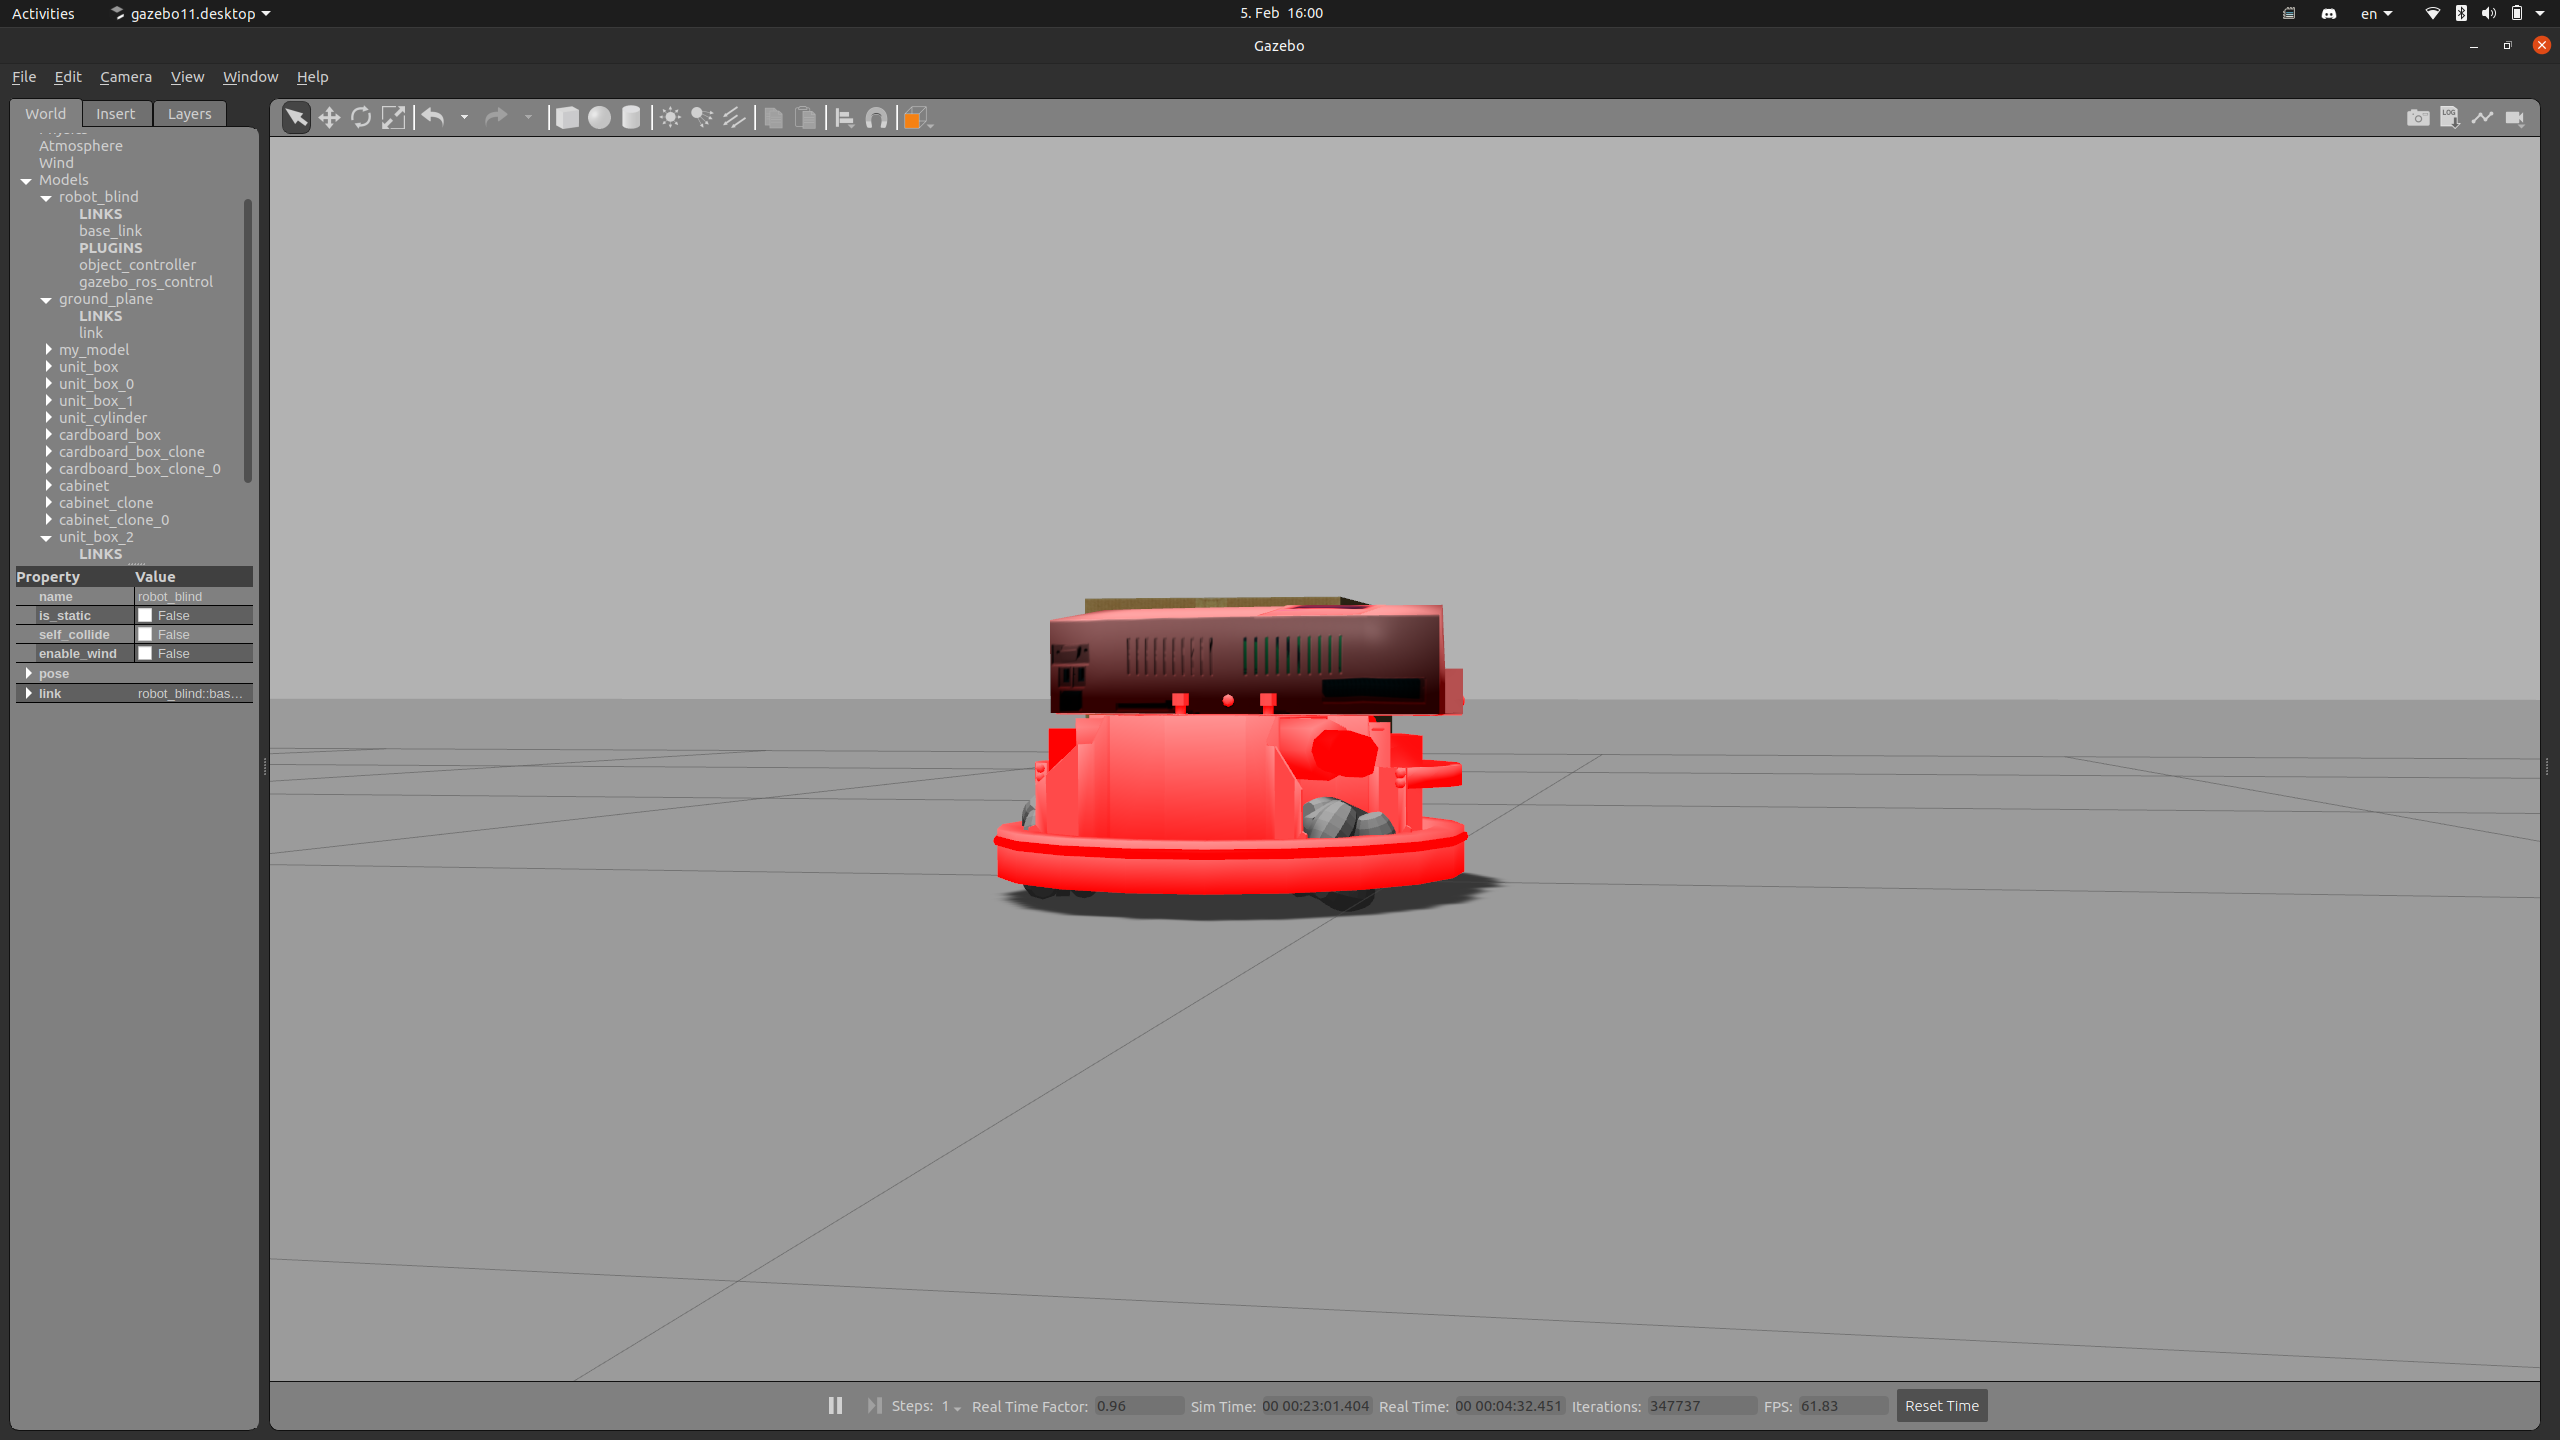 Activities gazebo11.desktop 5. Feb 16:00 en
Gazebo
File Edit Camera View Window Help
World Insert Layers
Atmosphere
Wind
Models
robot_blind
LINKS
base_link
PLUGINS
object_controller
gazebo_ros_control
ground_plane
LINKS
link
my_model
unit_box
unit_box_0
unit_box_1
unit_cylinder
cardboard_box
cardboard_box_clone
cardboard_box_clone_0
cabinet
cabinet_clone
cabinet_clone_0
unit_box_2
LINKS
Property Value
name robot_blind
is_static False
self_collide False
enable_wind False
pose
link robot_blind::bas...
LOG
Steps: 1 Real Time Factor: 0.96 Sim Time: 00 00:23:01.404 Real Time: 00 00:04:32.451 Iterations: 347737 FPS: 61.83 Reset Time